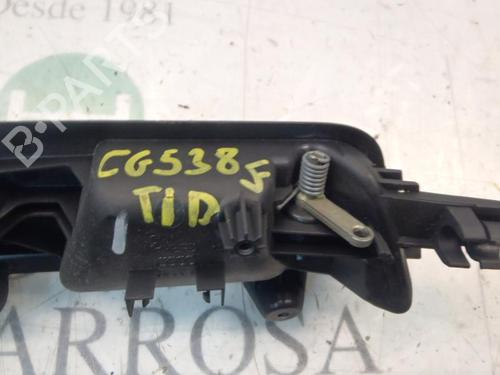 DESDE 1981
B-PARTS
CG538
TID
ARROSA